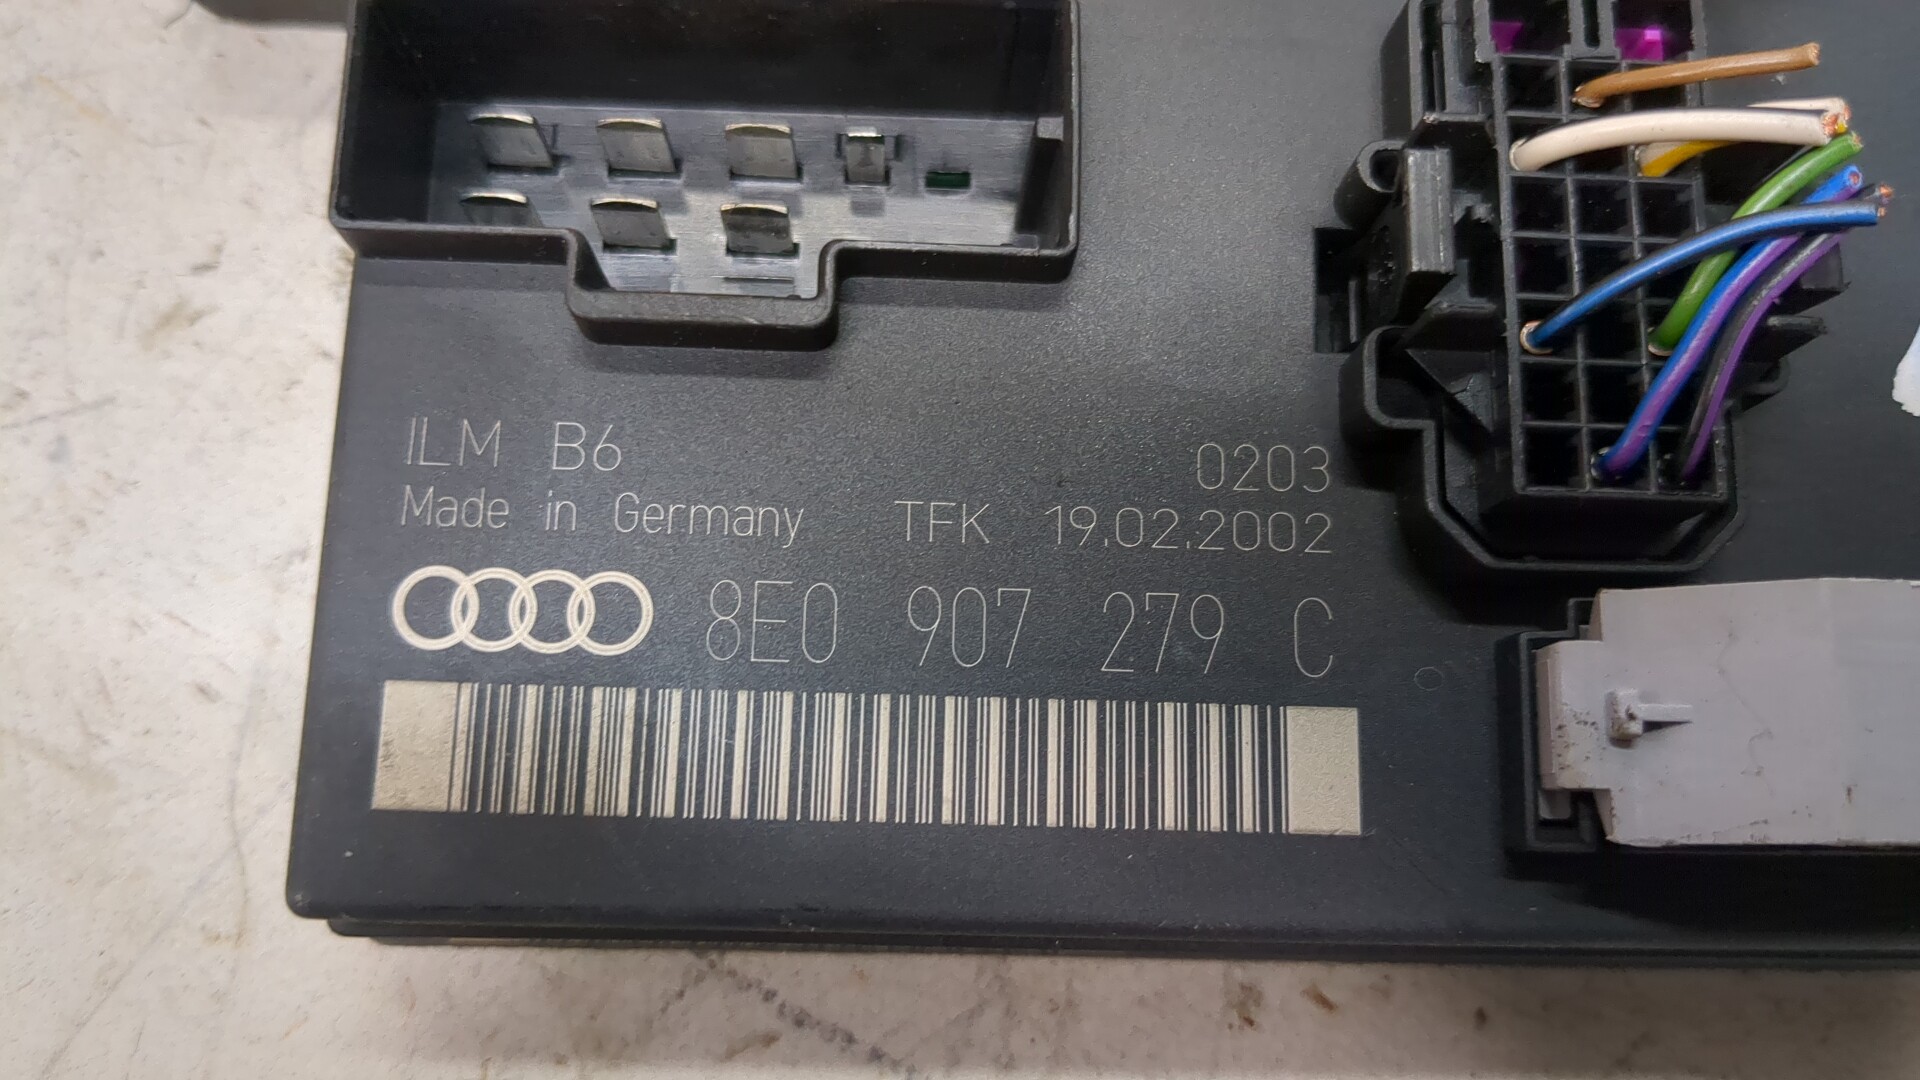 ILM B6 0203
Made in Germany TFK 19.02.2002
8E0 907 279 C